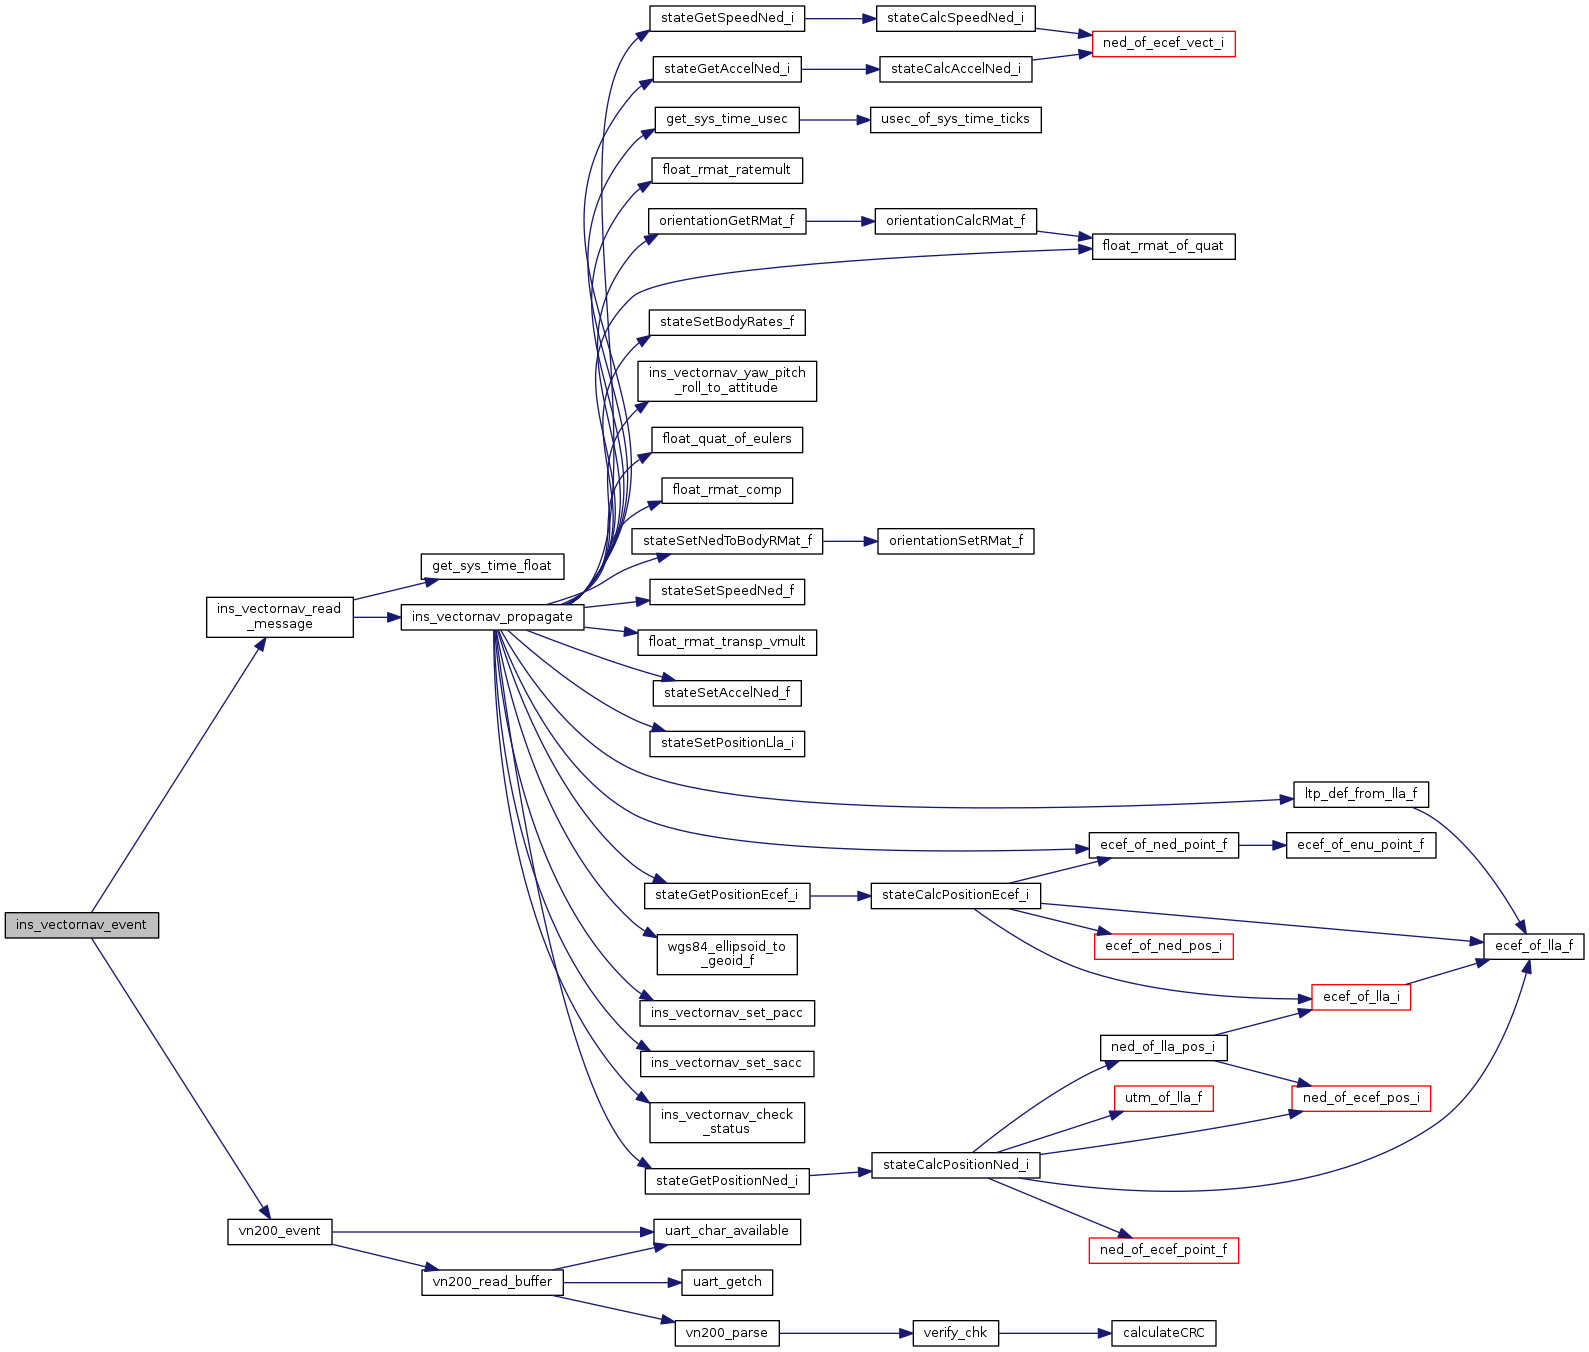 stateGetSpeedNed_i
stateCalcSpeedNed_i
ned_of_ecef_vect_i
stateGetAccelNed_i
stateCalcAccelNed_i
get_sys_time_usec
usec_of_sys_time_ticks
float_rmat_ratemult
orientationGetRMat_f
orientationCalcRMat_f
float_rmat_of_quat
stateSetBodyRates_f
ins_vectornav_yaw_pitch
_roll_to_attitude
float_quat_of_eulers
float_rmat_comp
stateSetNedToBodyRMat_f
orientationSetRMat_f
get_sys_time_float
stateSetSpeedNed_f
ins_vectornav_read
_message
ins_vectornav_propagate
float_rmat_transp_vmult
stateSetAccelNed_f
stateSetPositionLla_i
ltp_def_from_lla_f
ecef_of_ned_point_f
ecef_of_enu_point_f
stateGetPositionEcef_i
stateCalcPositionEcef_i
ins_vectornav_event
wgs84_ellipsoid_to
_geoid_f
ecef_of_ned_pos_i
ecef_of_lla_f
ecef_of_lla_i
ins_vectornav_set_pacc
ned_of_lla_pos_i
ins_vectornav_set_sacc
utm_of_lla_f
ned_of_ecef_pos_i
ins_vectornav_check
_status
stateCalcPositionNed_i
stateGetPositionNed_i
vn200_event
uart_char_available
ned_of_ecef_point_f
vn200_read_buffer
uart_getch
vn200_parse
verify_chk
calculateCRC